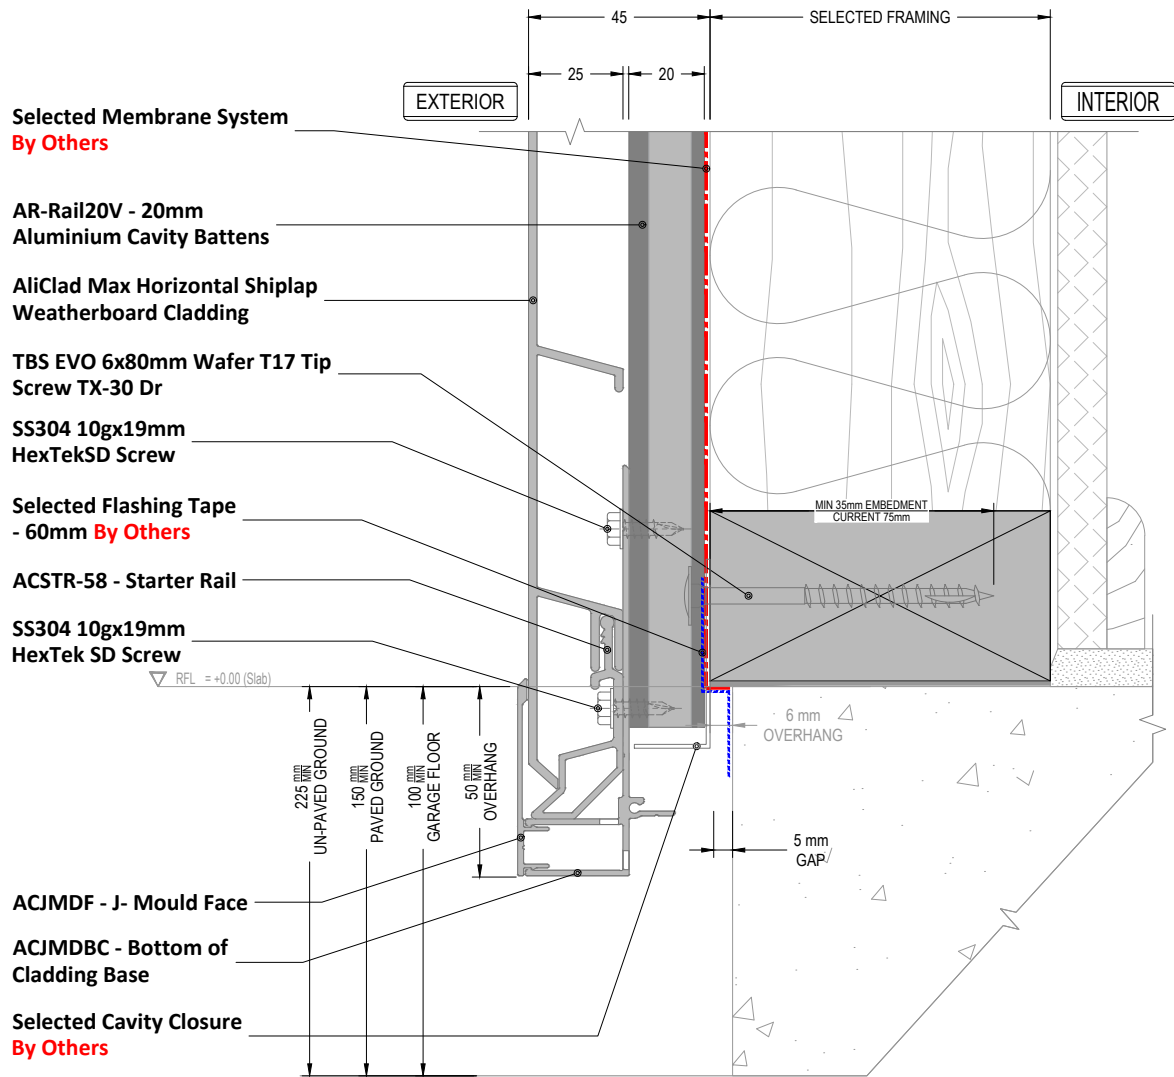 45
SELECTED FRAMING
25
20
EXTERIOR
INTERIOR
Selected Membrane System
By Others
AR-Rail20V - 20mm
Aluminium Cavity Battens
AliClad Max Horizontal Shiplap
Weatherboard Cladding
TBS EVO 6x80mm Wafer T17 Tip
Screw TX-30 Dr
SS304 10gx19mm
HexTekSD Screw
Selected Flashing Tape
- 60mm By Others
ACSTR-58 - Starter Rail
SS304 10gx19mm
HexTek SD Screw
MIN 35mm EMBEDMENT
CURRENT 75mm
RFL = +0.00 (Slab)
225 mm MIN
UN-PAVED GROUND
150 mm MIN
PAVED GROUND
100 mm MIN
GARAGE FLOOR
50 mm MIN
OVERHANG
6 mm
OVERHANG
5 mm
GAP
ACJMDF - J- Mould Face
ACJMDBC - Bottom of
Cladding Base
Selected Cavity Closure
By Others